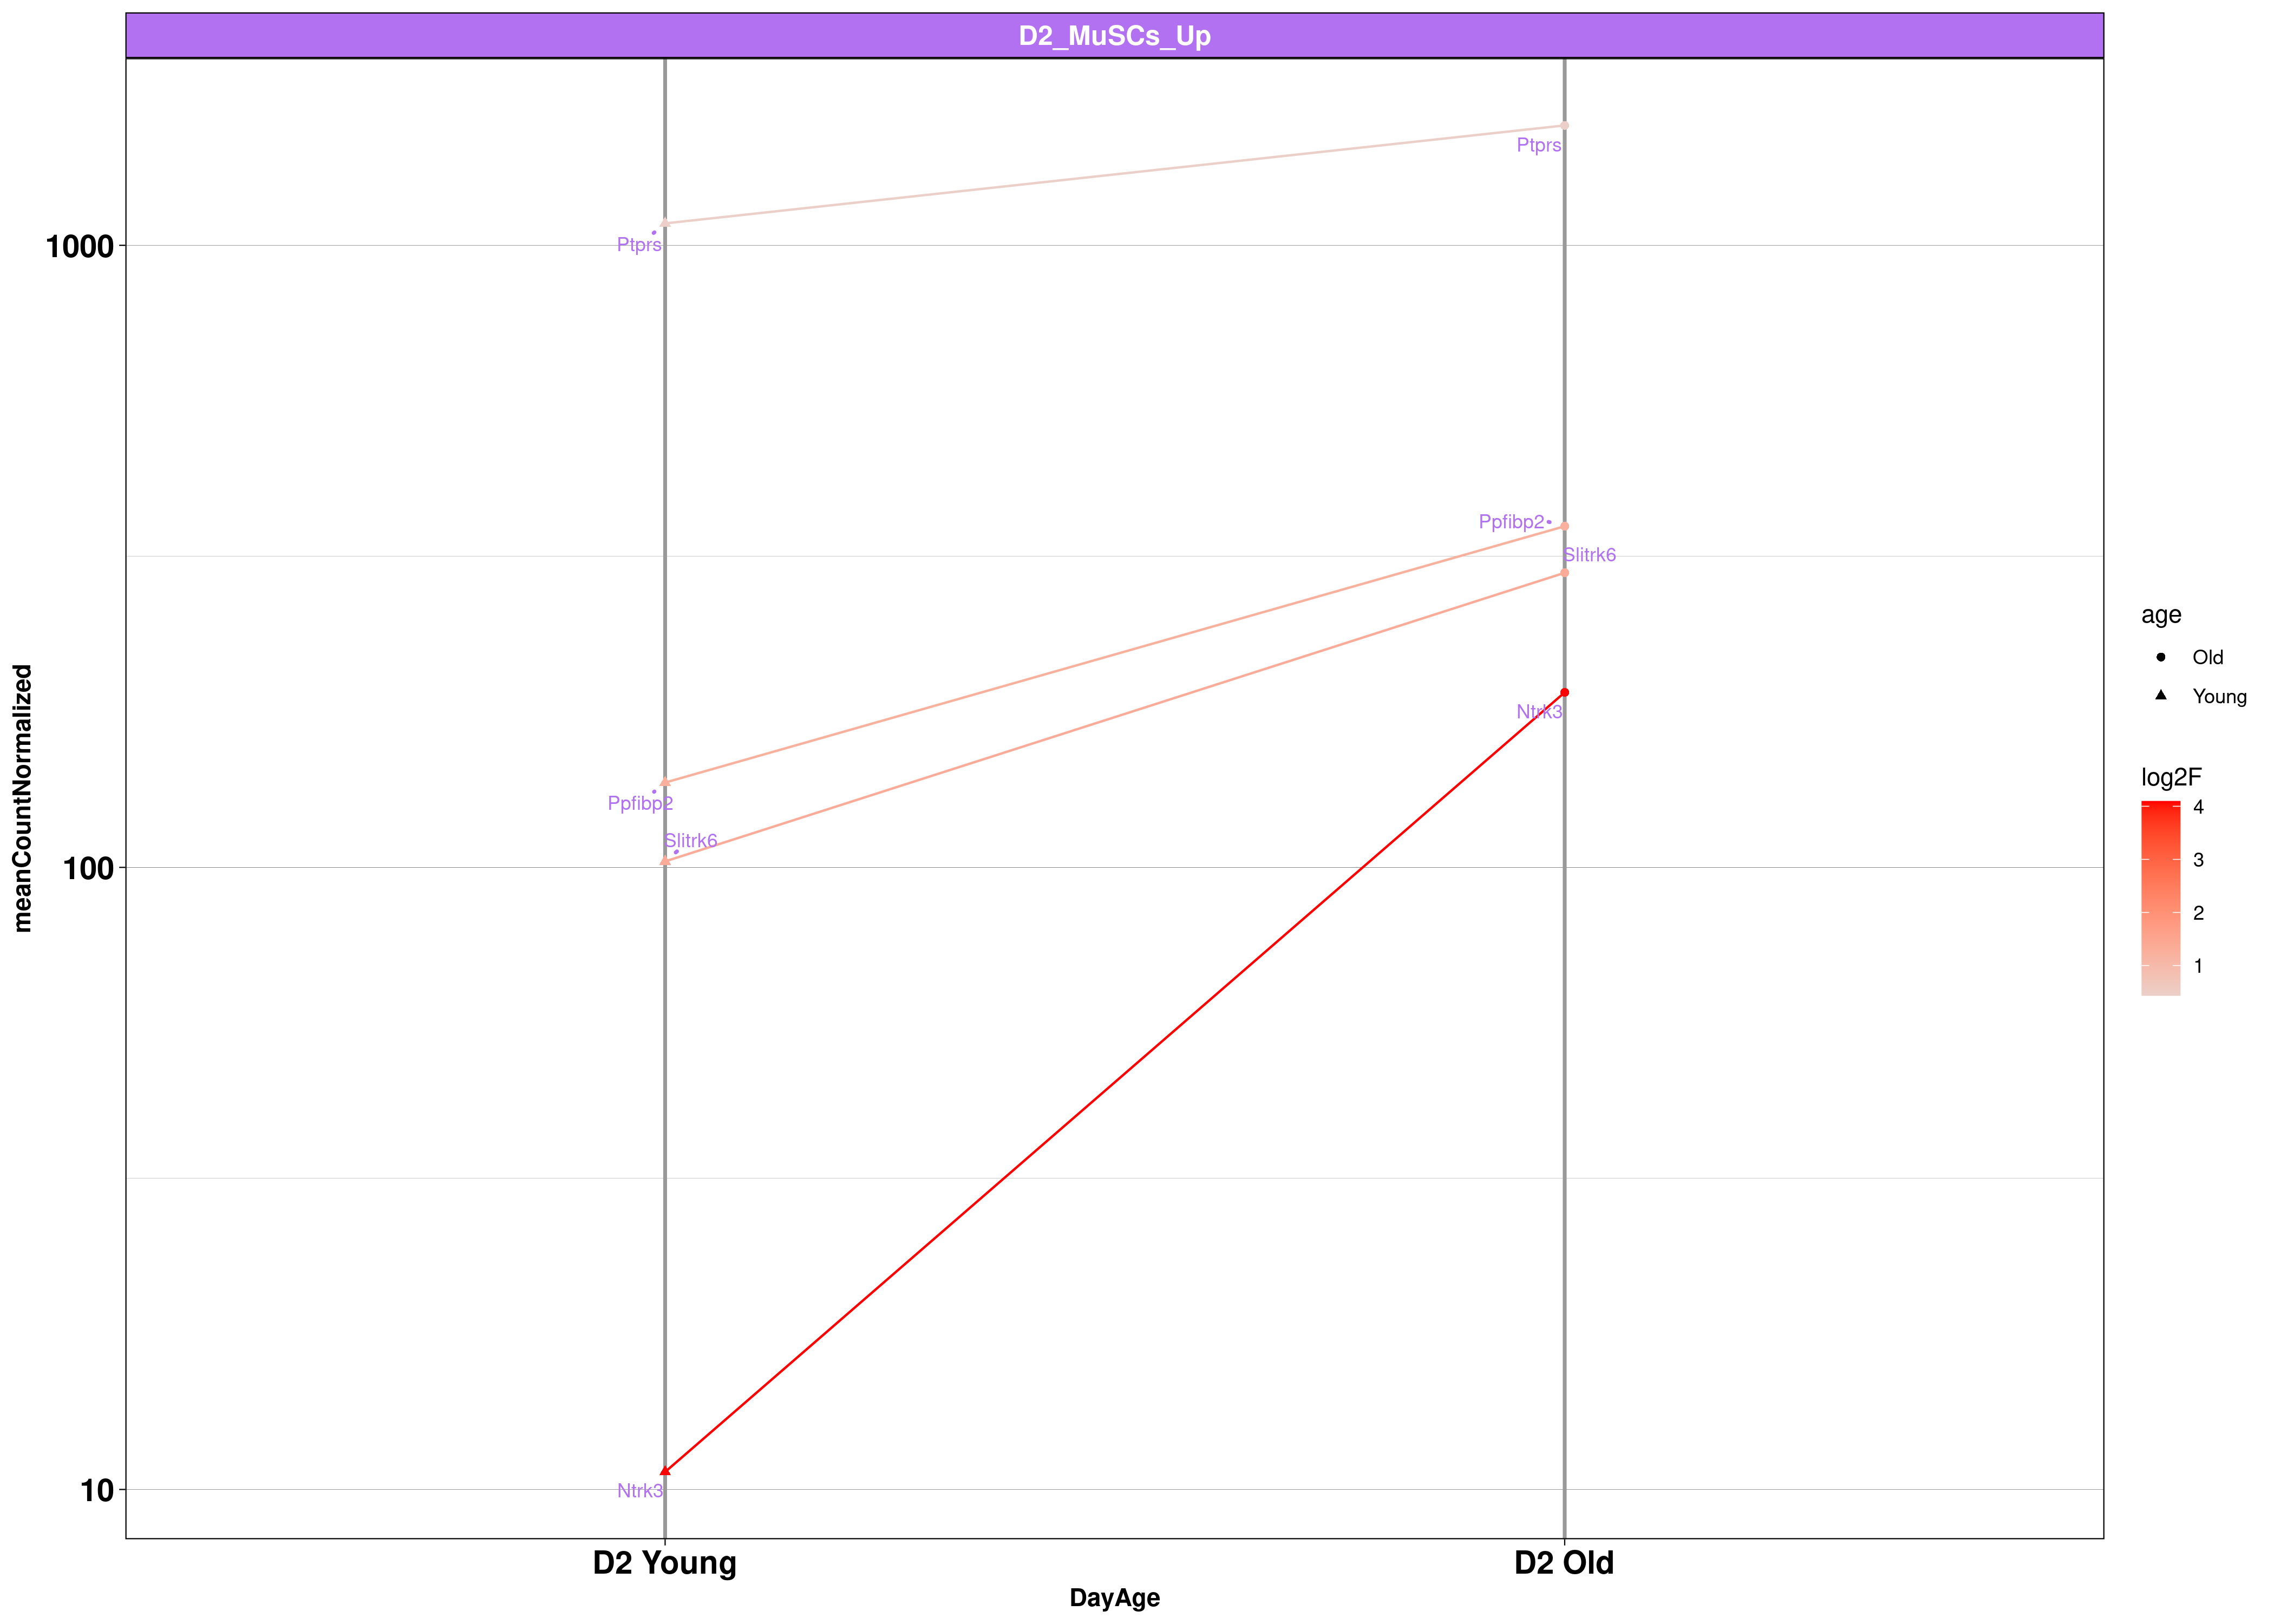 D2_MuSCs_Up
meanCountNormalized
1000
100
10
Ptprs
Ptprs
Ppfibp2
Slitrk6
Ntrk3
Ppfibp2
Slitrk6
Ntrk3
D2 Young
D2 Old
DayAge
age
Old
Young
log2F
4
3
2
1